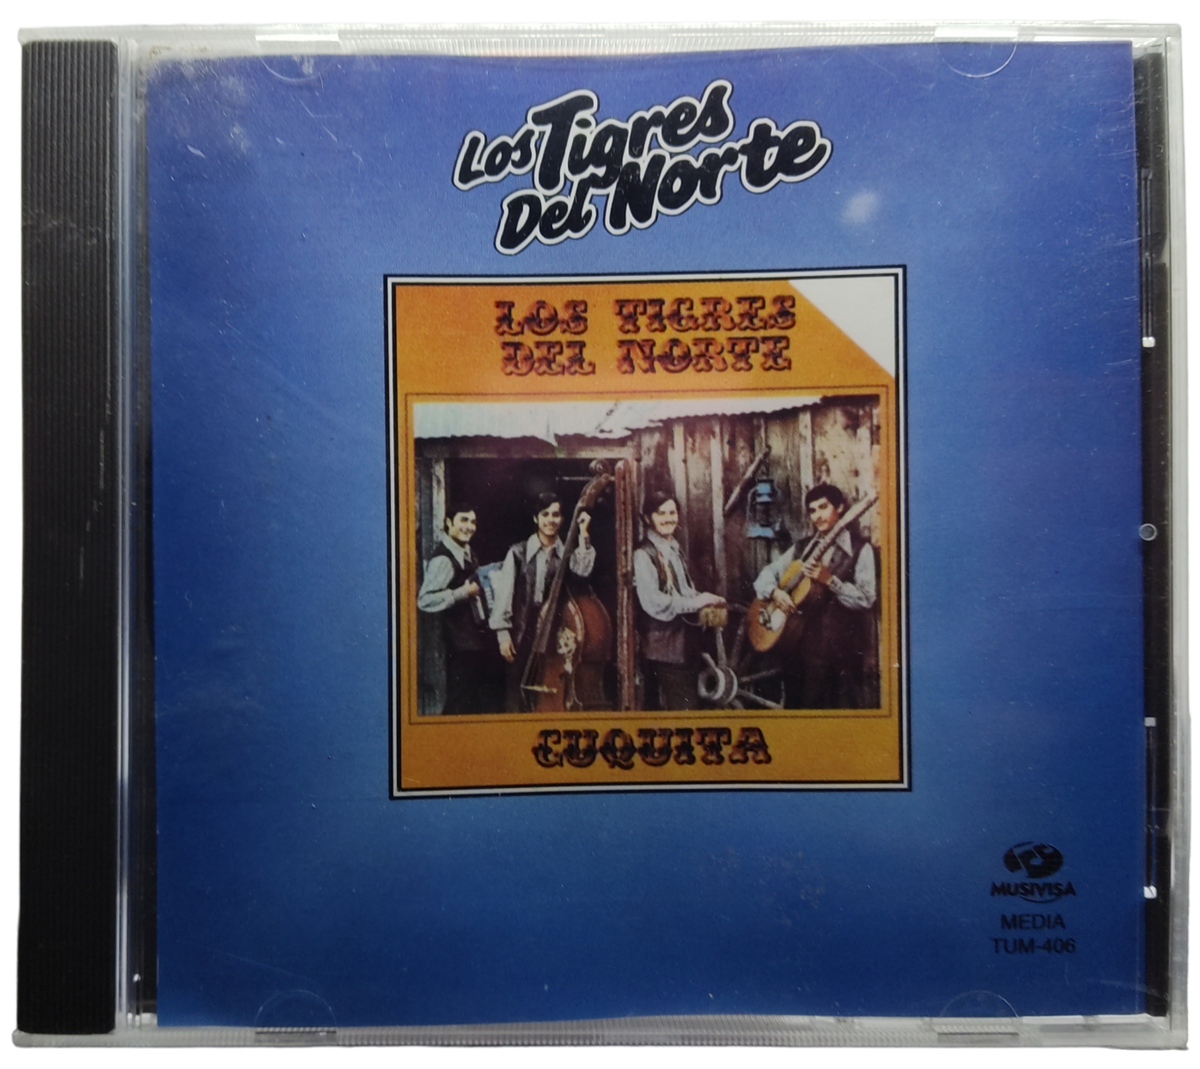 Los Tigres
Del Norte
LOS TIGRES
DEL NORTE
CUQUITA
MUSIVISA
MEDIA
TUM-406